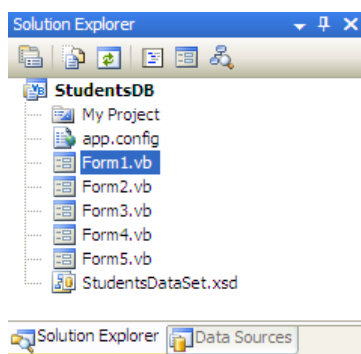 Solution Explorer
StudentsDB
My Project
app.config
Form1.vb
Form2.vb
Form3.vb
Form4.vb
Form5.vb
StudentsDataSet.xsd
Solution Explorer Data Sources